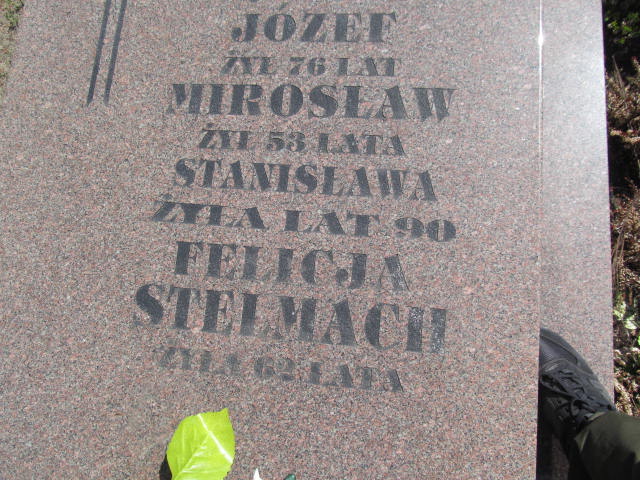 JÓZEF
ŻYŁ 76 LAT
MIROSŁAW
ŻYŁ 53 LATA
STANISŁAWA
ŻYŁA LAT 90
FELICJA
STELMACH
ŻYŁA 62 LATA